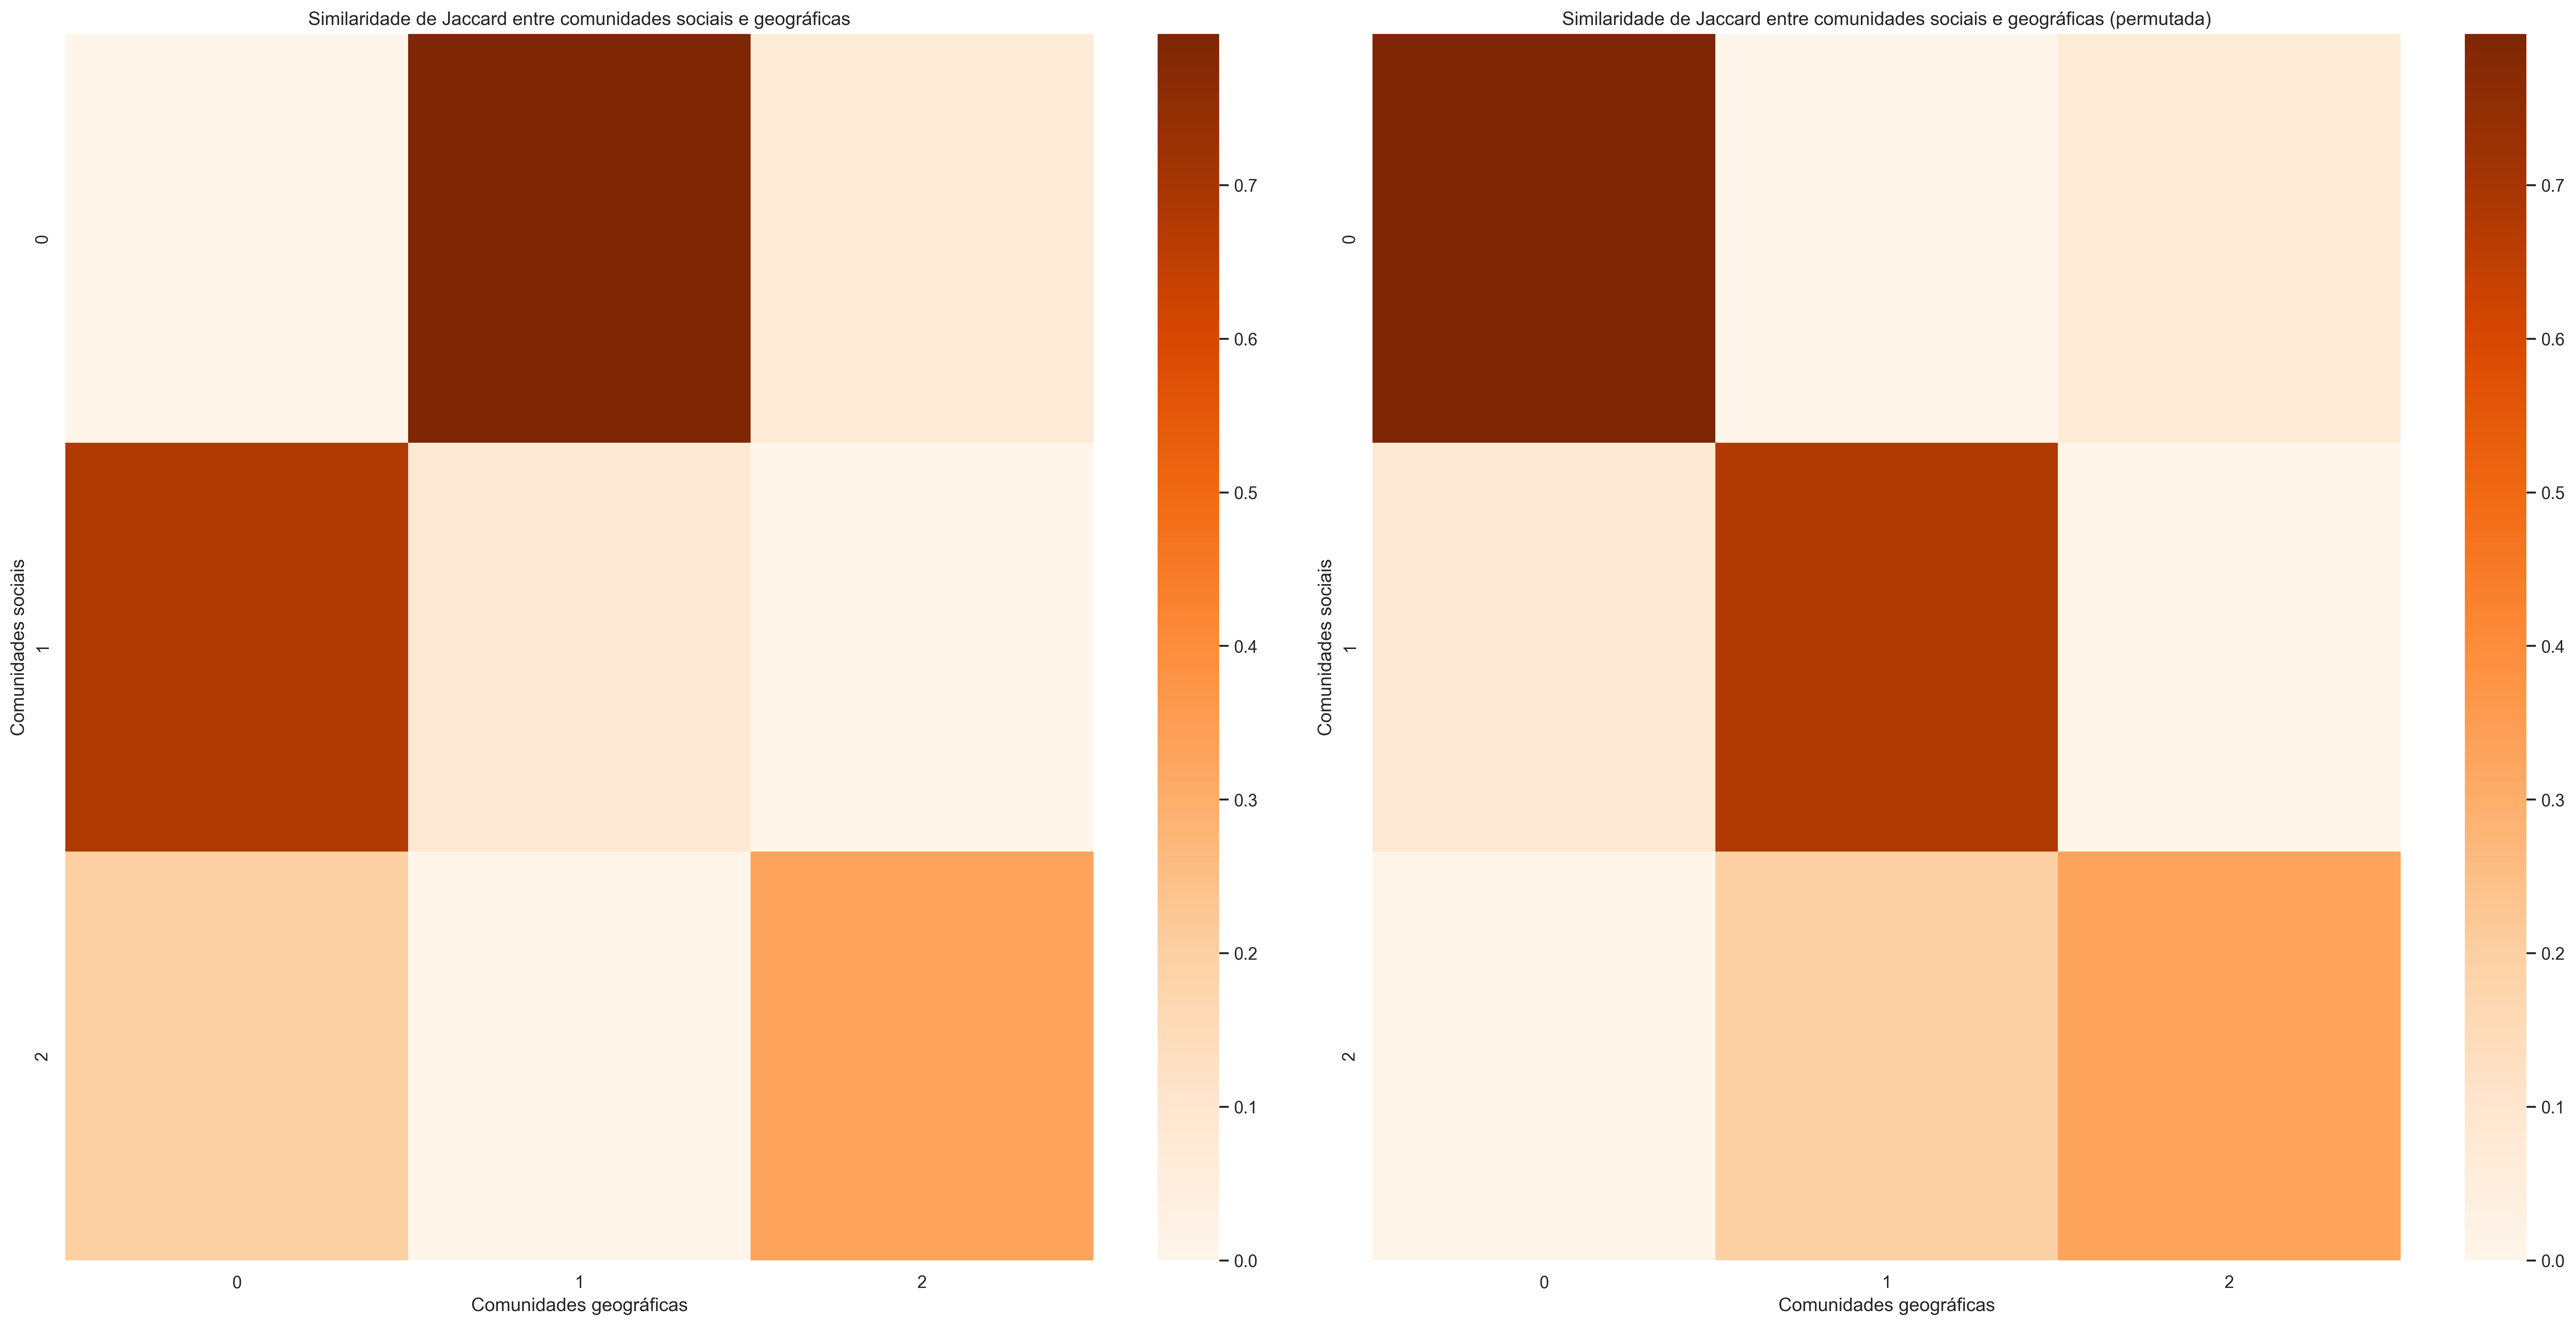 Similaridade de Jaccard entre comunidades sociais e geográficas
Comunidades sociais
0
1
2
0 1 2
Comunidades geográficas
0.7
0.6
0.5
0.4
0.3
0.2
0.1
0.0
Similaridade de Jaccard entre comunidades sociais e geográficas (permutada)
Comunidades sociais
0
1
2
0 1 2
Comunidades geográficas
0.7
0.6
0.5
0.4
0.3
0.2
0.1
0.0